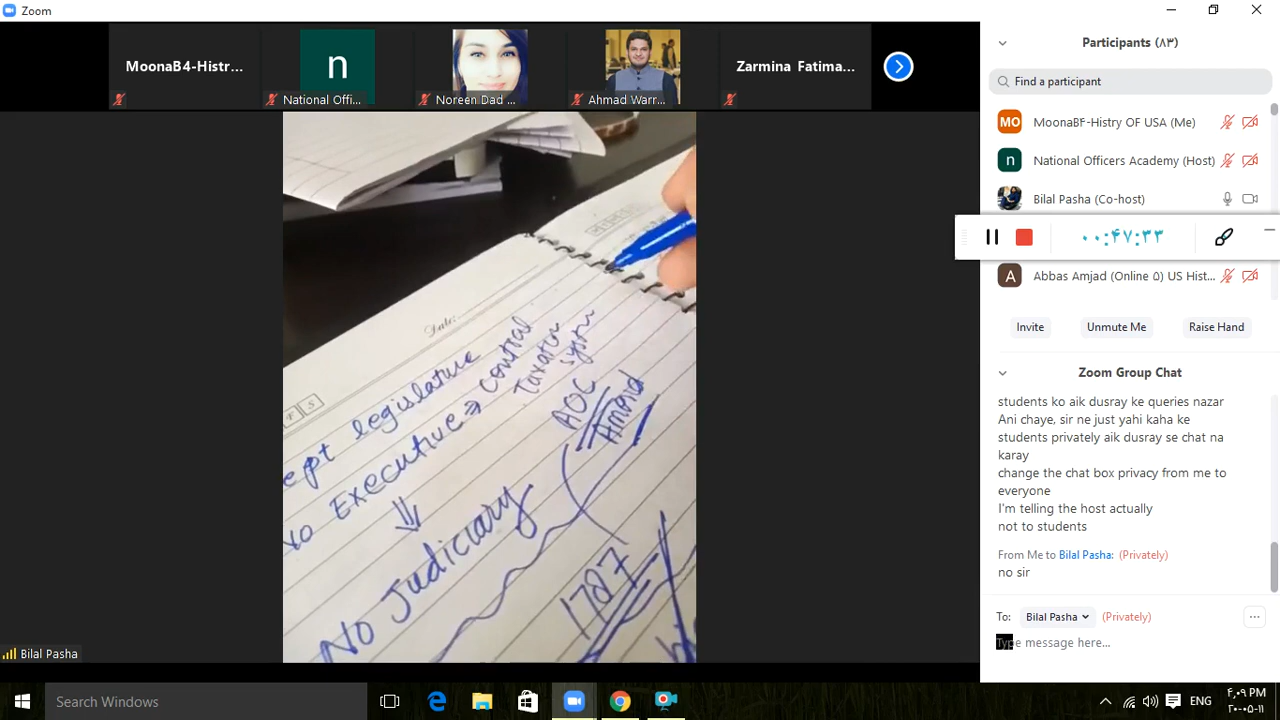 Zoom
MoonaB4-Histr...
n
National Offi...
Noreen Dad ...
Ahmad Warr...
Zarmina Fatima...
Participants (۸۳)
Find a participant
MO
MoonaB۴-Histry OF USA (Me)
n
National Officers Academy (Host)
Bilal Pasha (Co-host)
۰۰:۴۷:۳۳
A
Abbas Amjad (Online ۵) US Hist...
Invite
Unmute Me
Raise Hand
Zoom Group Chat
students ko aik dusray ke queries nazar
Ani chaye, sir ne just yahi kaha ke
students privately aik dusray se chat na
karay
change the chat box privacy from me to
everyone
I'm telling the host actually
not to students
From Me to Bilal Pasha: (Privately)
no sir
To: Bilal Pasha (Privately)
Type message here...
Date:
ept legislature
No Executive ⇒ Control
Taxation
system
AOC
Amend
No Judiciary
1787
Bilal Pasha
Search Windows
ENG
۲:۰۹ PM